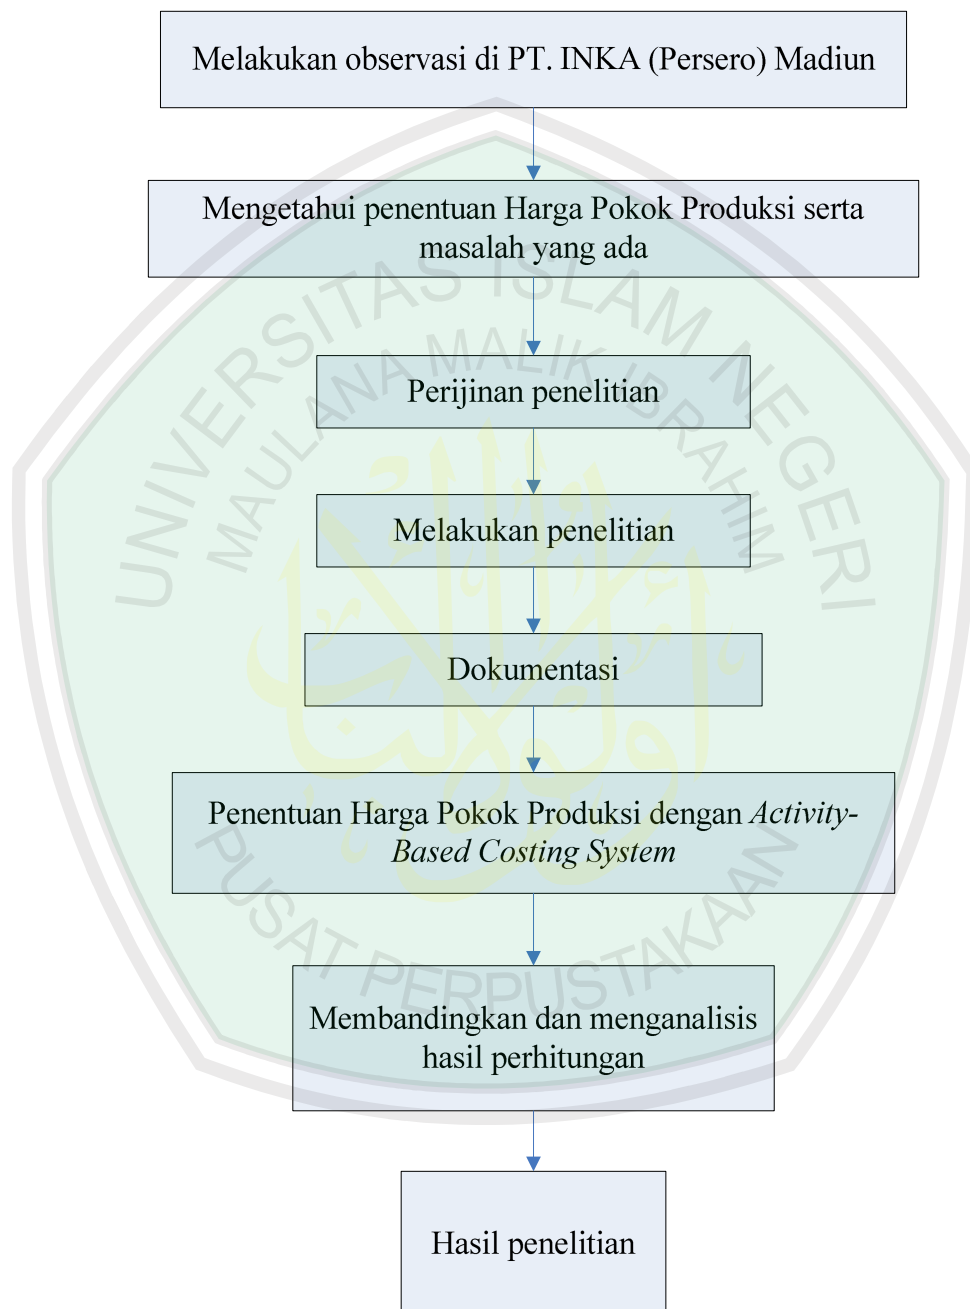 Melakukan observasi di PT. INKA (Persero) Madiun
Mengetahui penentuan Harga Pokok Produksi serta
masalah yang ada
UNIVERSITAS ISLAM NEGERI
MAULANA MALIK IBRAHIM
Perijinan penelitian
Melakukan penelitian
Dokumentasi
Penentuan Harga Pokok Produksi dengan Activity-
Based Costing System
PUSAT PERPUSTAKAAN
Membandingkan dan menganalisis
hasil perhitungan
Hasil penelitian